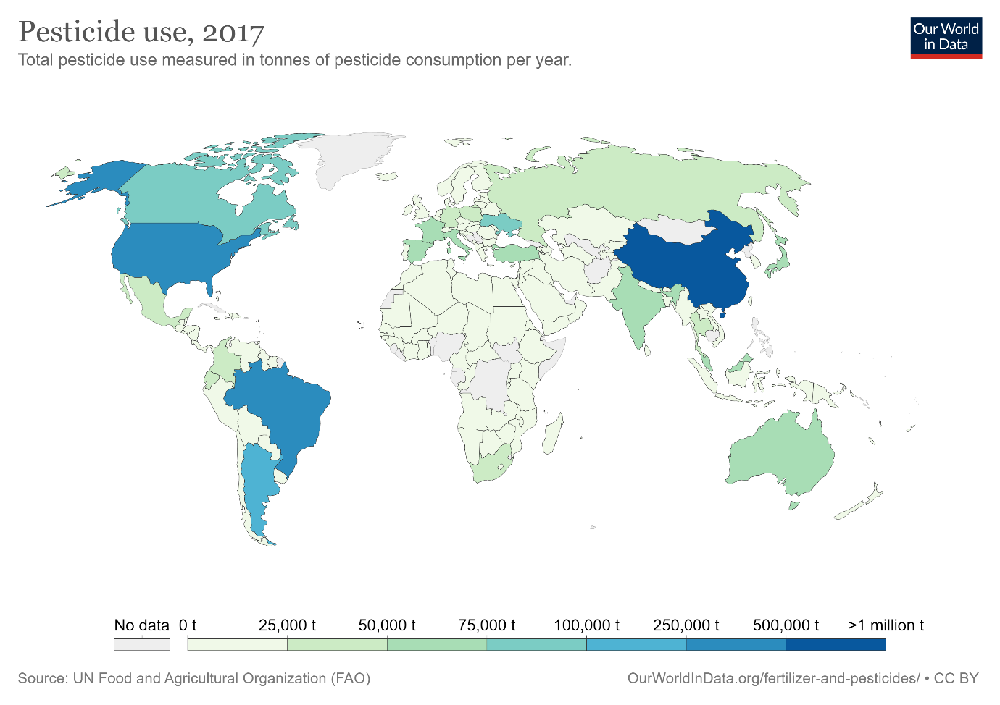 Pesticide use, 2017
Our World
in Data
Total pesticide use measured in tonnes of pesticide consumption per year.
No data 0 t 25,000 t 50,000 t 75,000 t 100,000 t 250,000 t 500,000 t >1 million t
Source: UN Food and Agricultural Organization (FAO) OurWorldInData.org/fertilizer-and-pesticides/ • CC BY